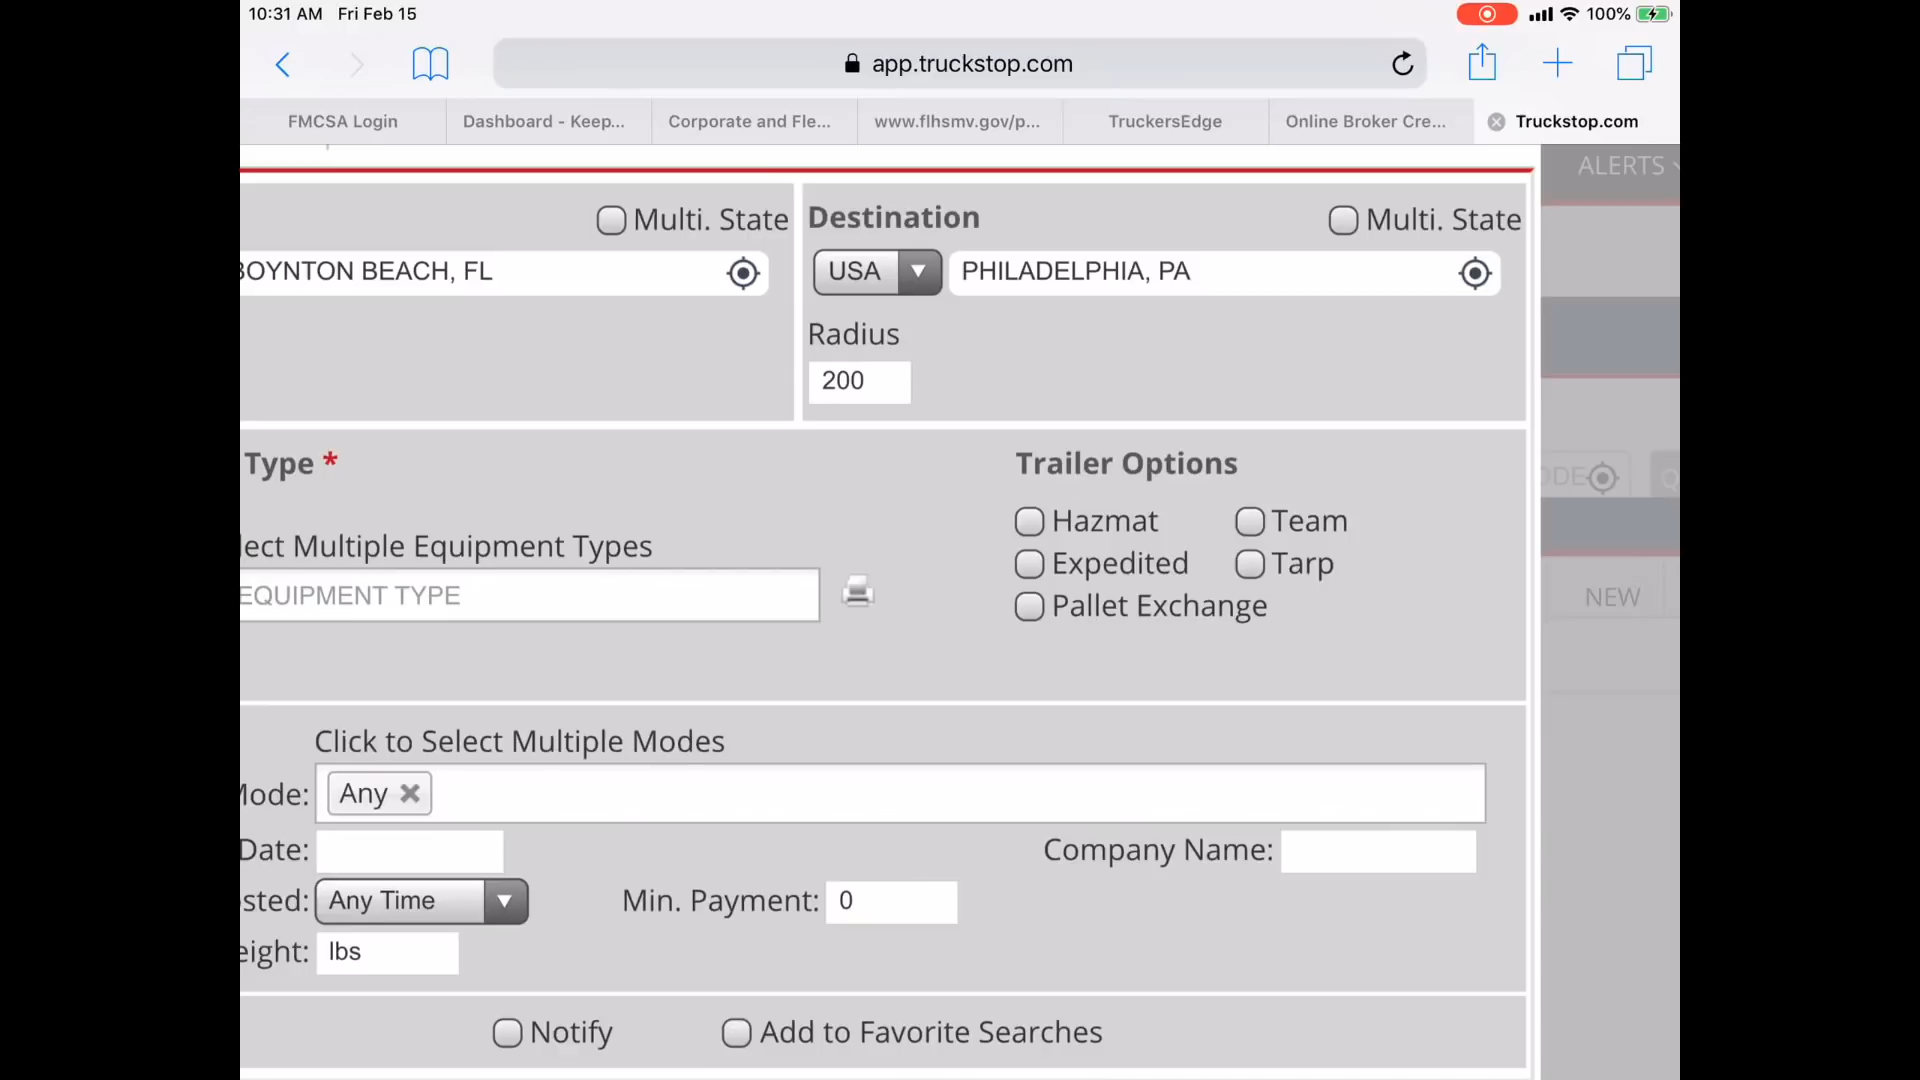 10:31 AM Fri Feb 15
100%
app.truckstop.com
FMCSA Login
Dashboard - Keep...
Corporate and Fle...
www.flhsmv.gov/p...
TruckersEdge
Online Broker Cre...
Truckstop.com
ALERTS
Multi. State
Destination
Multi. State
BOYNTON BEACH, FL
USA
PHILADELPHIA, PA
Radius
200
Type *
Trailer Options
Hazmat
Team
lect Multiple Equipment Types
Expedited
Tarp
EQUIPMENT TYPE
Pallet Exchange
NEW
Click to Select Multiple Modes
Mode:
Any
Date:
Company Name:
sted:
Any Time
Min. Payment:
0
eight:
lbs
Notify
Add to Favorite Searches